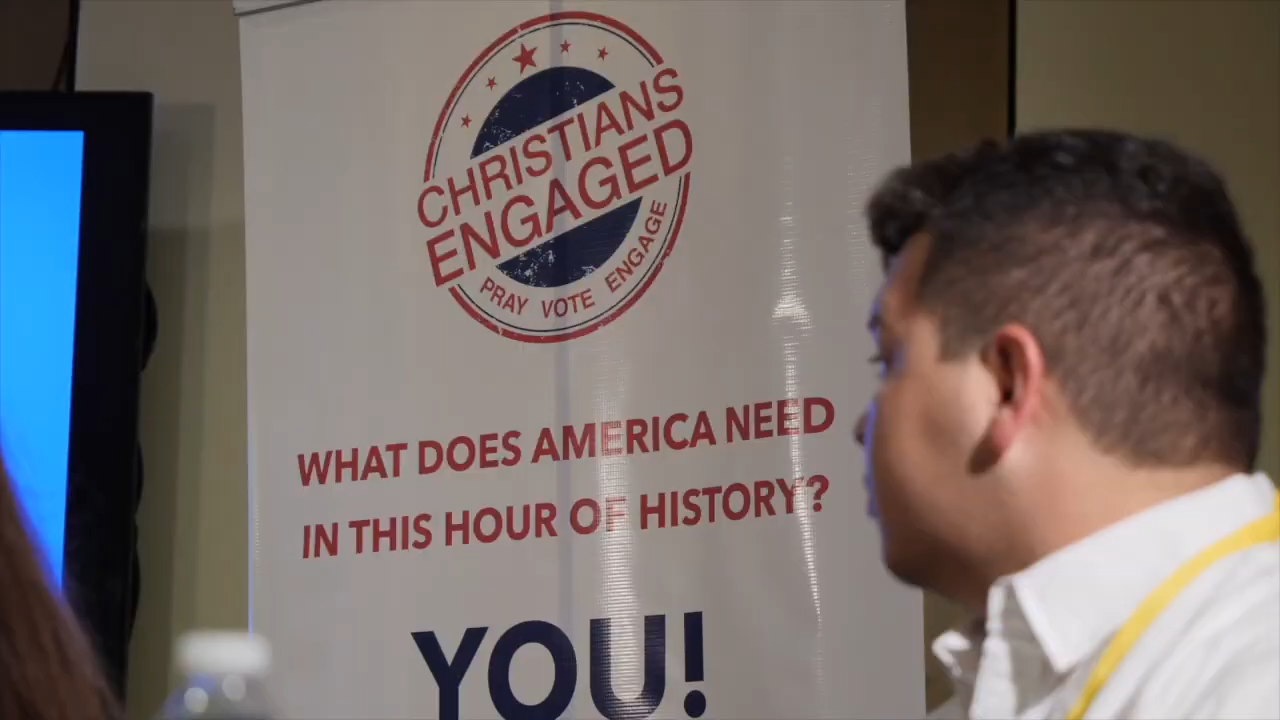 CHRISTIANS
ENGAGED
PRAY VOTE ENGAGE
WHAT DOES AMERICA NEED
IN THIS HOUR OF HISTORY?
YOU!